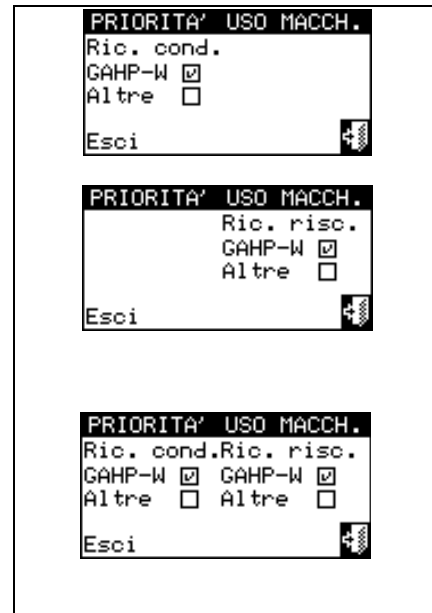 PRIORITA' USO MACCH.
Ric. cond.
GAHP-W
Altre
Esci
PRIORITA' USO MACCH.
Ric. risc.
GAHP-W
Altre
Esci
PRIORITA' USO MACCH.
Ric. cond.Ric. risc.
GAHP-W GAHP-W
Altre Altre
Esci